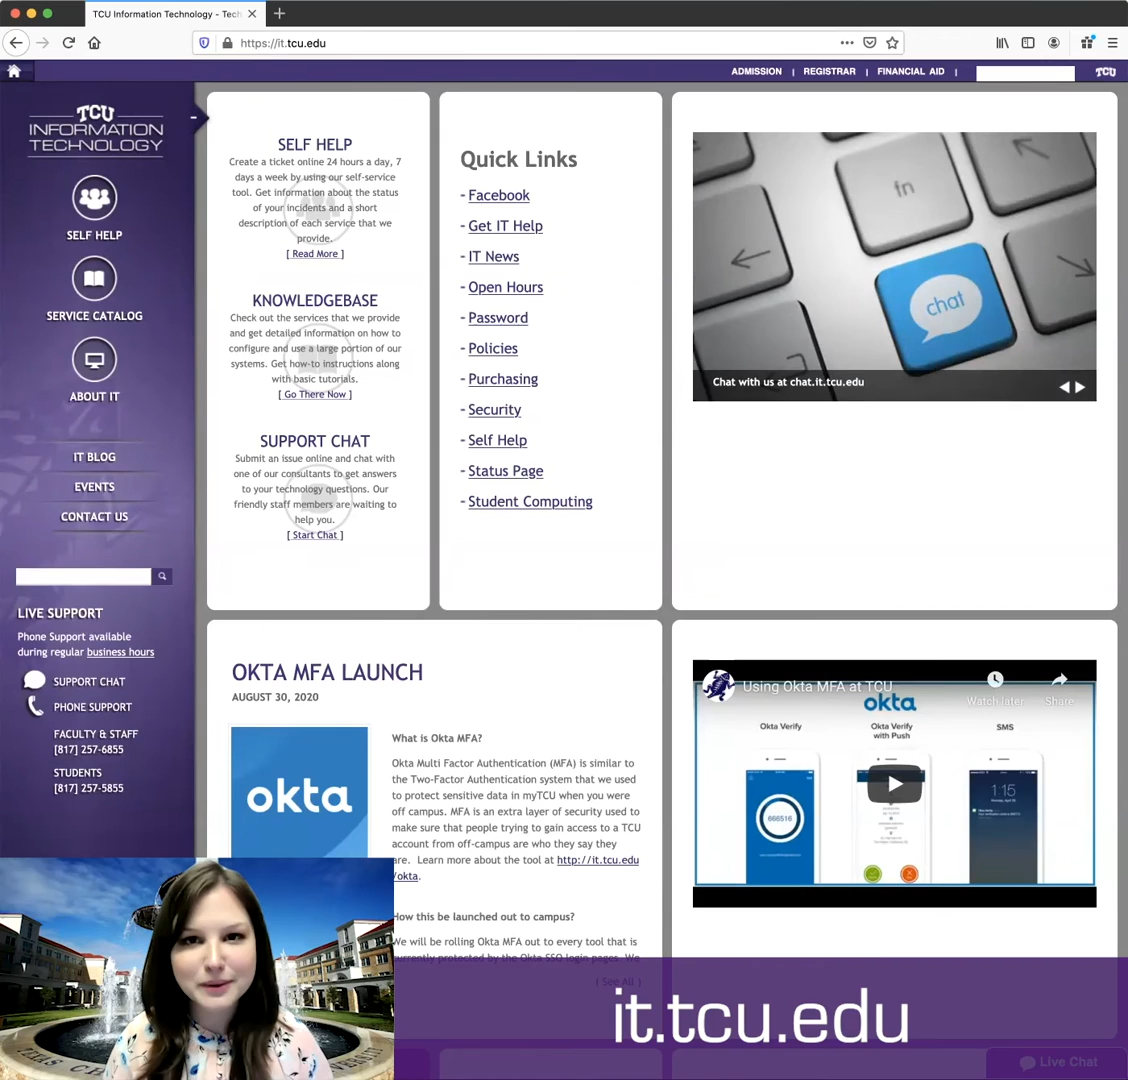 TCU Information Technology - Tech
https://it.tcu.edu
ADMISSION | REGISTRAR | FINANCIAL AID |
TCU
TCU
INFORMATION
TECHNOLOGY
SELF HELP
SERVICE CATALOG
ABOUT IT
IT BLOG
EVENTS
CONTACT US
LIVE SUPPORT
Phone Support available
during regular business hours
SUPPORT CHAT
PHONE SUPPORT
FACULTY & STAFF
[817] 257-6855
STUDENTS
[817] 257-5855
SELF HELP
Create a ticket online 24 hours a day, 7
days a week by using our self-service
tool. Get information about the status
of your incidents and a short
description of each service that we
provide.
[ Read More ]
KNOWLEDGEBASE
Check out the services that we provide
and get detailed information on how to
configure and use a large portion of our
systems. Get how-to instructions along
with basic tutorials.
[ Go There Now ]
SUPPORT CHAT
Submit an issue online and chat with
one of our consultants to get answers
to your technology questions. Our
friendly staff members are waiting to
help you.
[ Start Chat ]
Quick Links
- Facebook
- Get IT Help
- IT News
- Open Hours
- Password
- Policies
- Purchasing
- Security
- Self Help
- Status Page
- Student Computing
fn
chat
Chat with us at chat.it.tcu.edu
OKTA MFA LAUNCH
AUGUST 30, 2020
okta
What is Okta MFA?
Okta Multi Factor Authentication (MFA) is similar to
the Two-Factor Authentication system that we used
to protect sensitive data in myTCU when you were
off campus. MFA is an extra layer of security used to
make sure that people trying to gain access to a TCU
account from off-campus are who they say they
are. Learn more about the tool at http://it.tcu.edu
/okta.
How this be launched out to campus?
We will be rolling Okta MFA out to every tool that is
currently protected by the Okta SSO login pages. We
( See All )
Using Okta MFA at TCU
Watch later
Share
okta
Okta Verify
Okta Verify
with Push
SMS
666516
1:15
it.tcu.edu
Live Chat